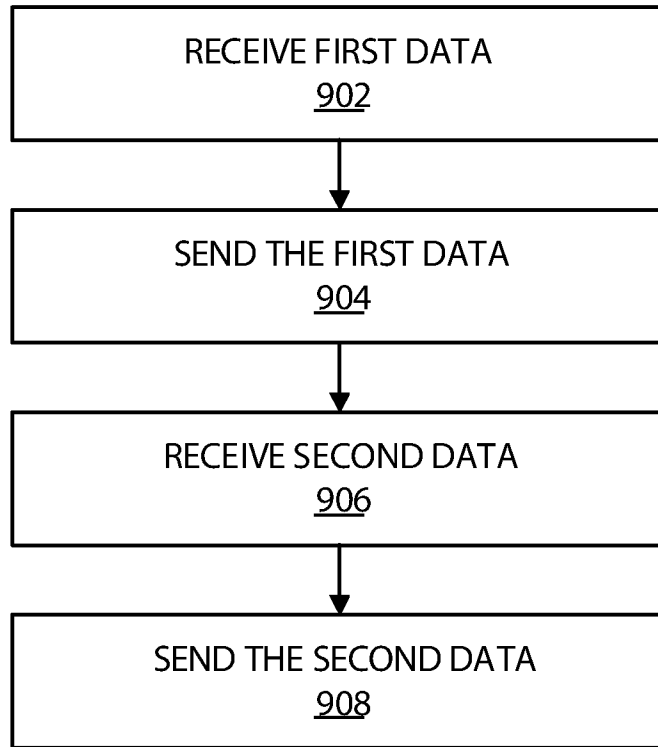 RECEIVE FIRST DATA
902
SEND THE FIRST DATA
904
RECEIVE SECOND DATA
906
SEND THE SECOND DATA
908